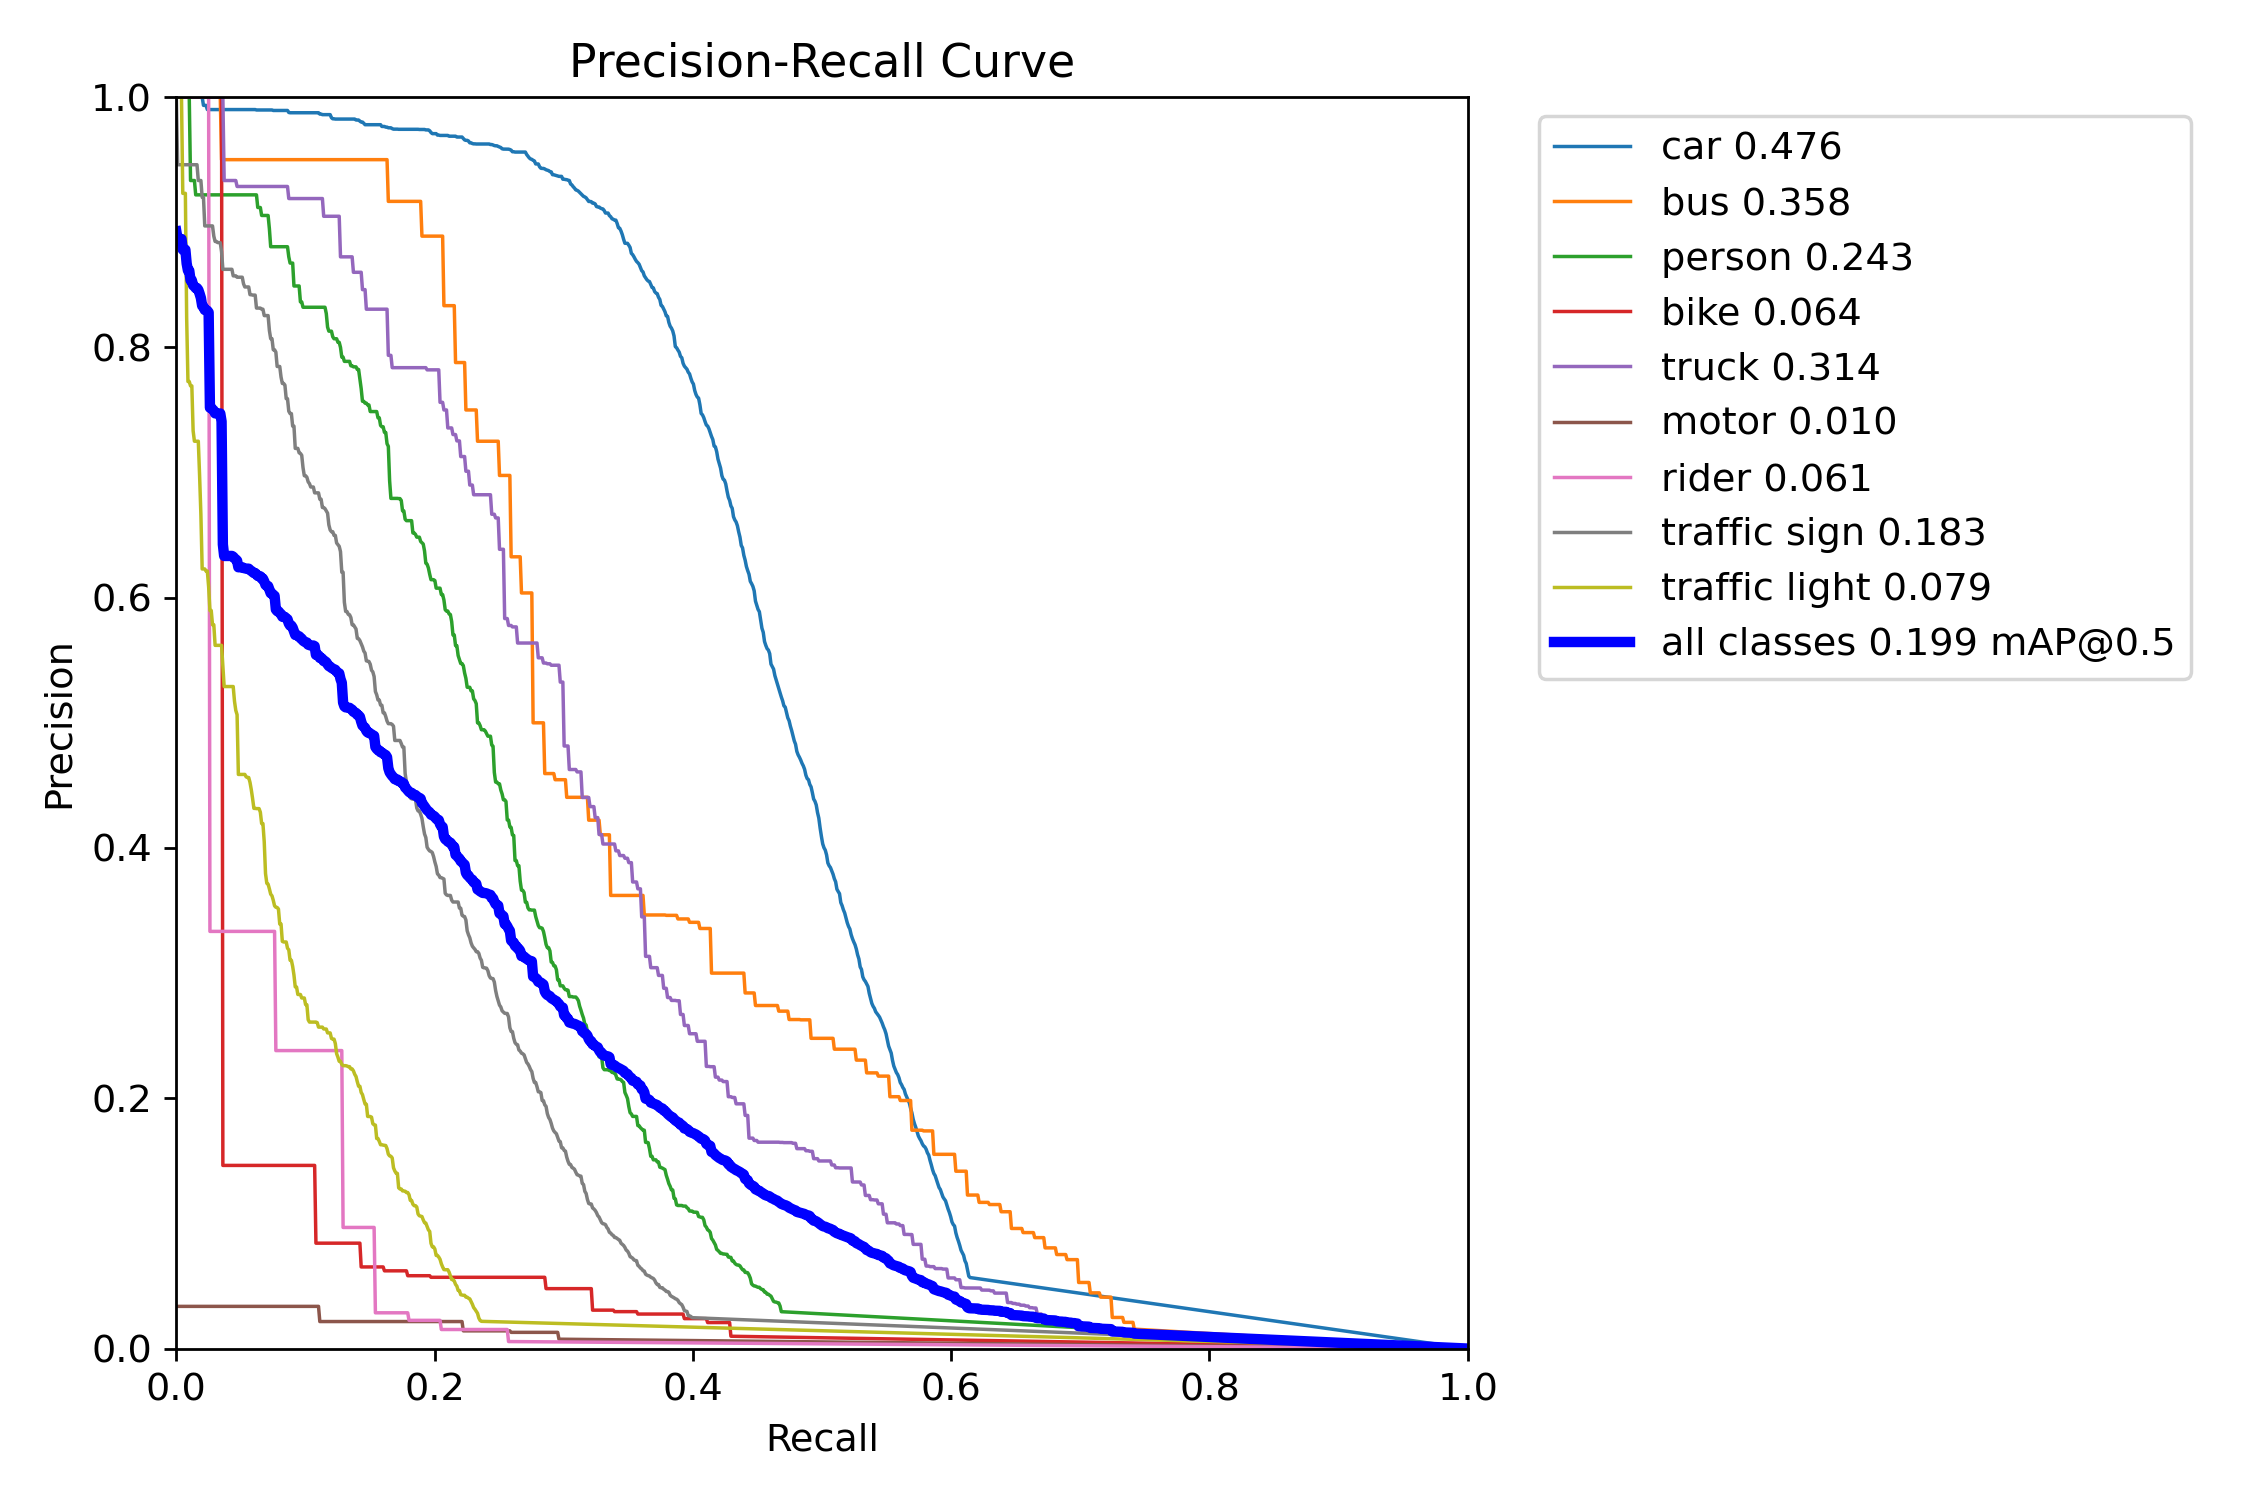 Precision-Recall Curve
1.0
0.8
0.6
0.4
0.2
0.0
Precision
0.0 0.2 0.4 0.6 0.8 1.0
Recall
car 0.476
bus 0.358
person 0.243
bike 0.064
truck 0.314
motor 0.010
rider 0.061
traffic sign 0.183
traffic light 0.079
all classes 0.199 mAP@0.5